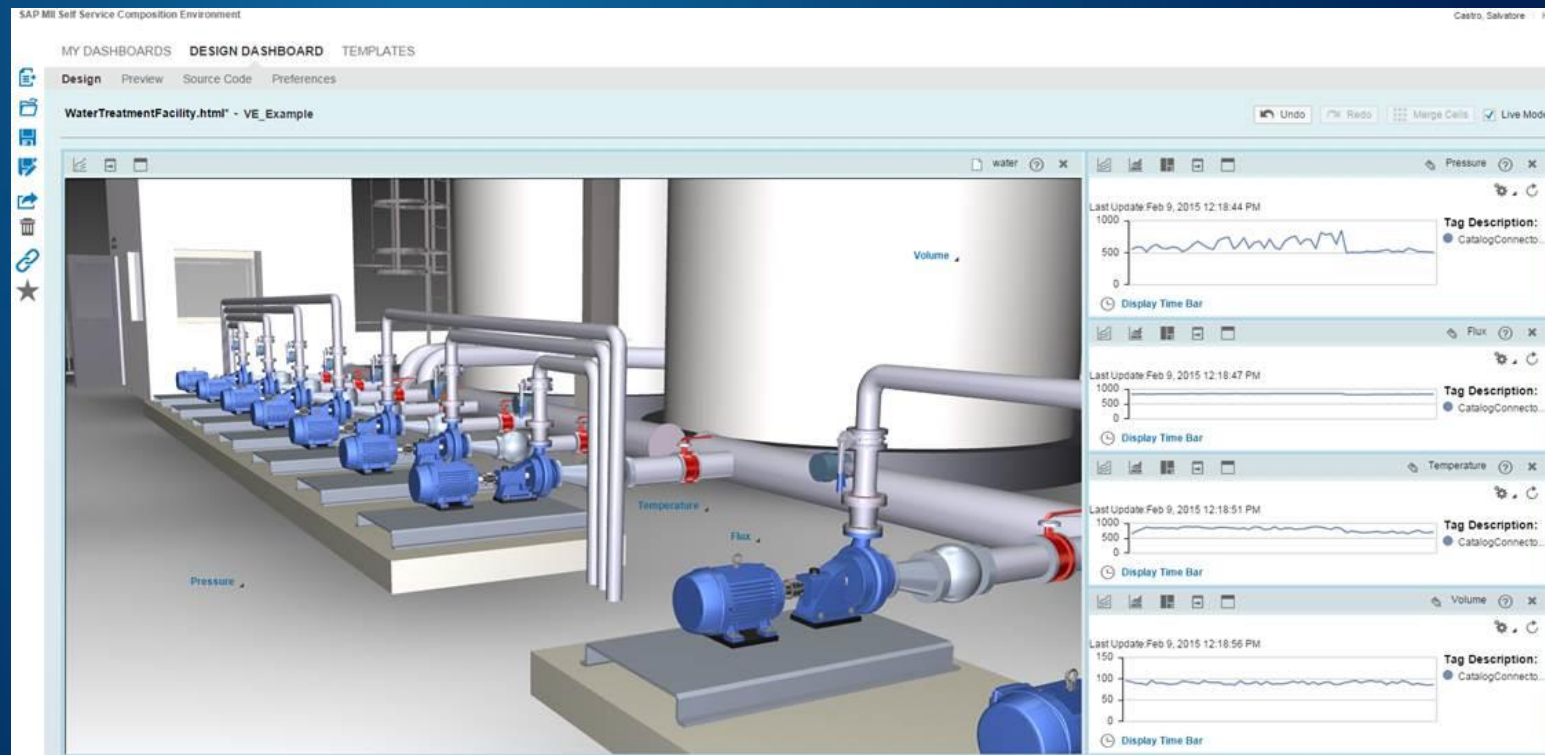 SAP MII Self Service Composition Environment
Castro, Salvatore
MY DASHBOARDS DESIGN DASHBOARD TEMPLATES
Design Preview Source Code Preferences
WaterTreatmentFacility.html* - VE_Example
Undo Redo Merge Cells Live Mode
water
Volume
Temperature
Flux
Pressure
Pressure
Last Update:Feb 9, 2015 12:18:44 PM
1000
500
0
Tag Description:
CatalogConnecto...
Display Time Bar
Flux
Last Update:Feb 9, 2015 12:18:47 PM
1000
500
0
Tag Description:
CatalogConnecto...
Display Time Bar
Temperature
Last Update:Feb 9, 2015 12:18:51 PM
1000
500
0
Tag Description:
CatalogConnecto...
Display Time Bar
Volume
Last Update:Feb 9, 2015 12:18:56 PM
150
100
50
0
Tag Description:
CatalogConnecto...
Display Time Bar